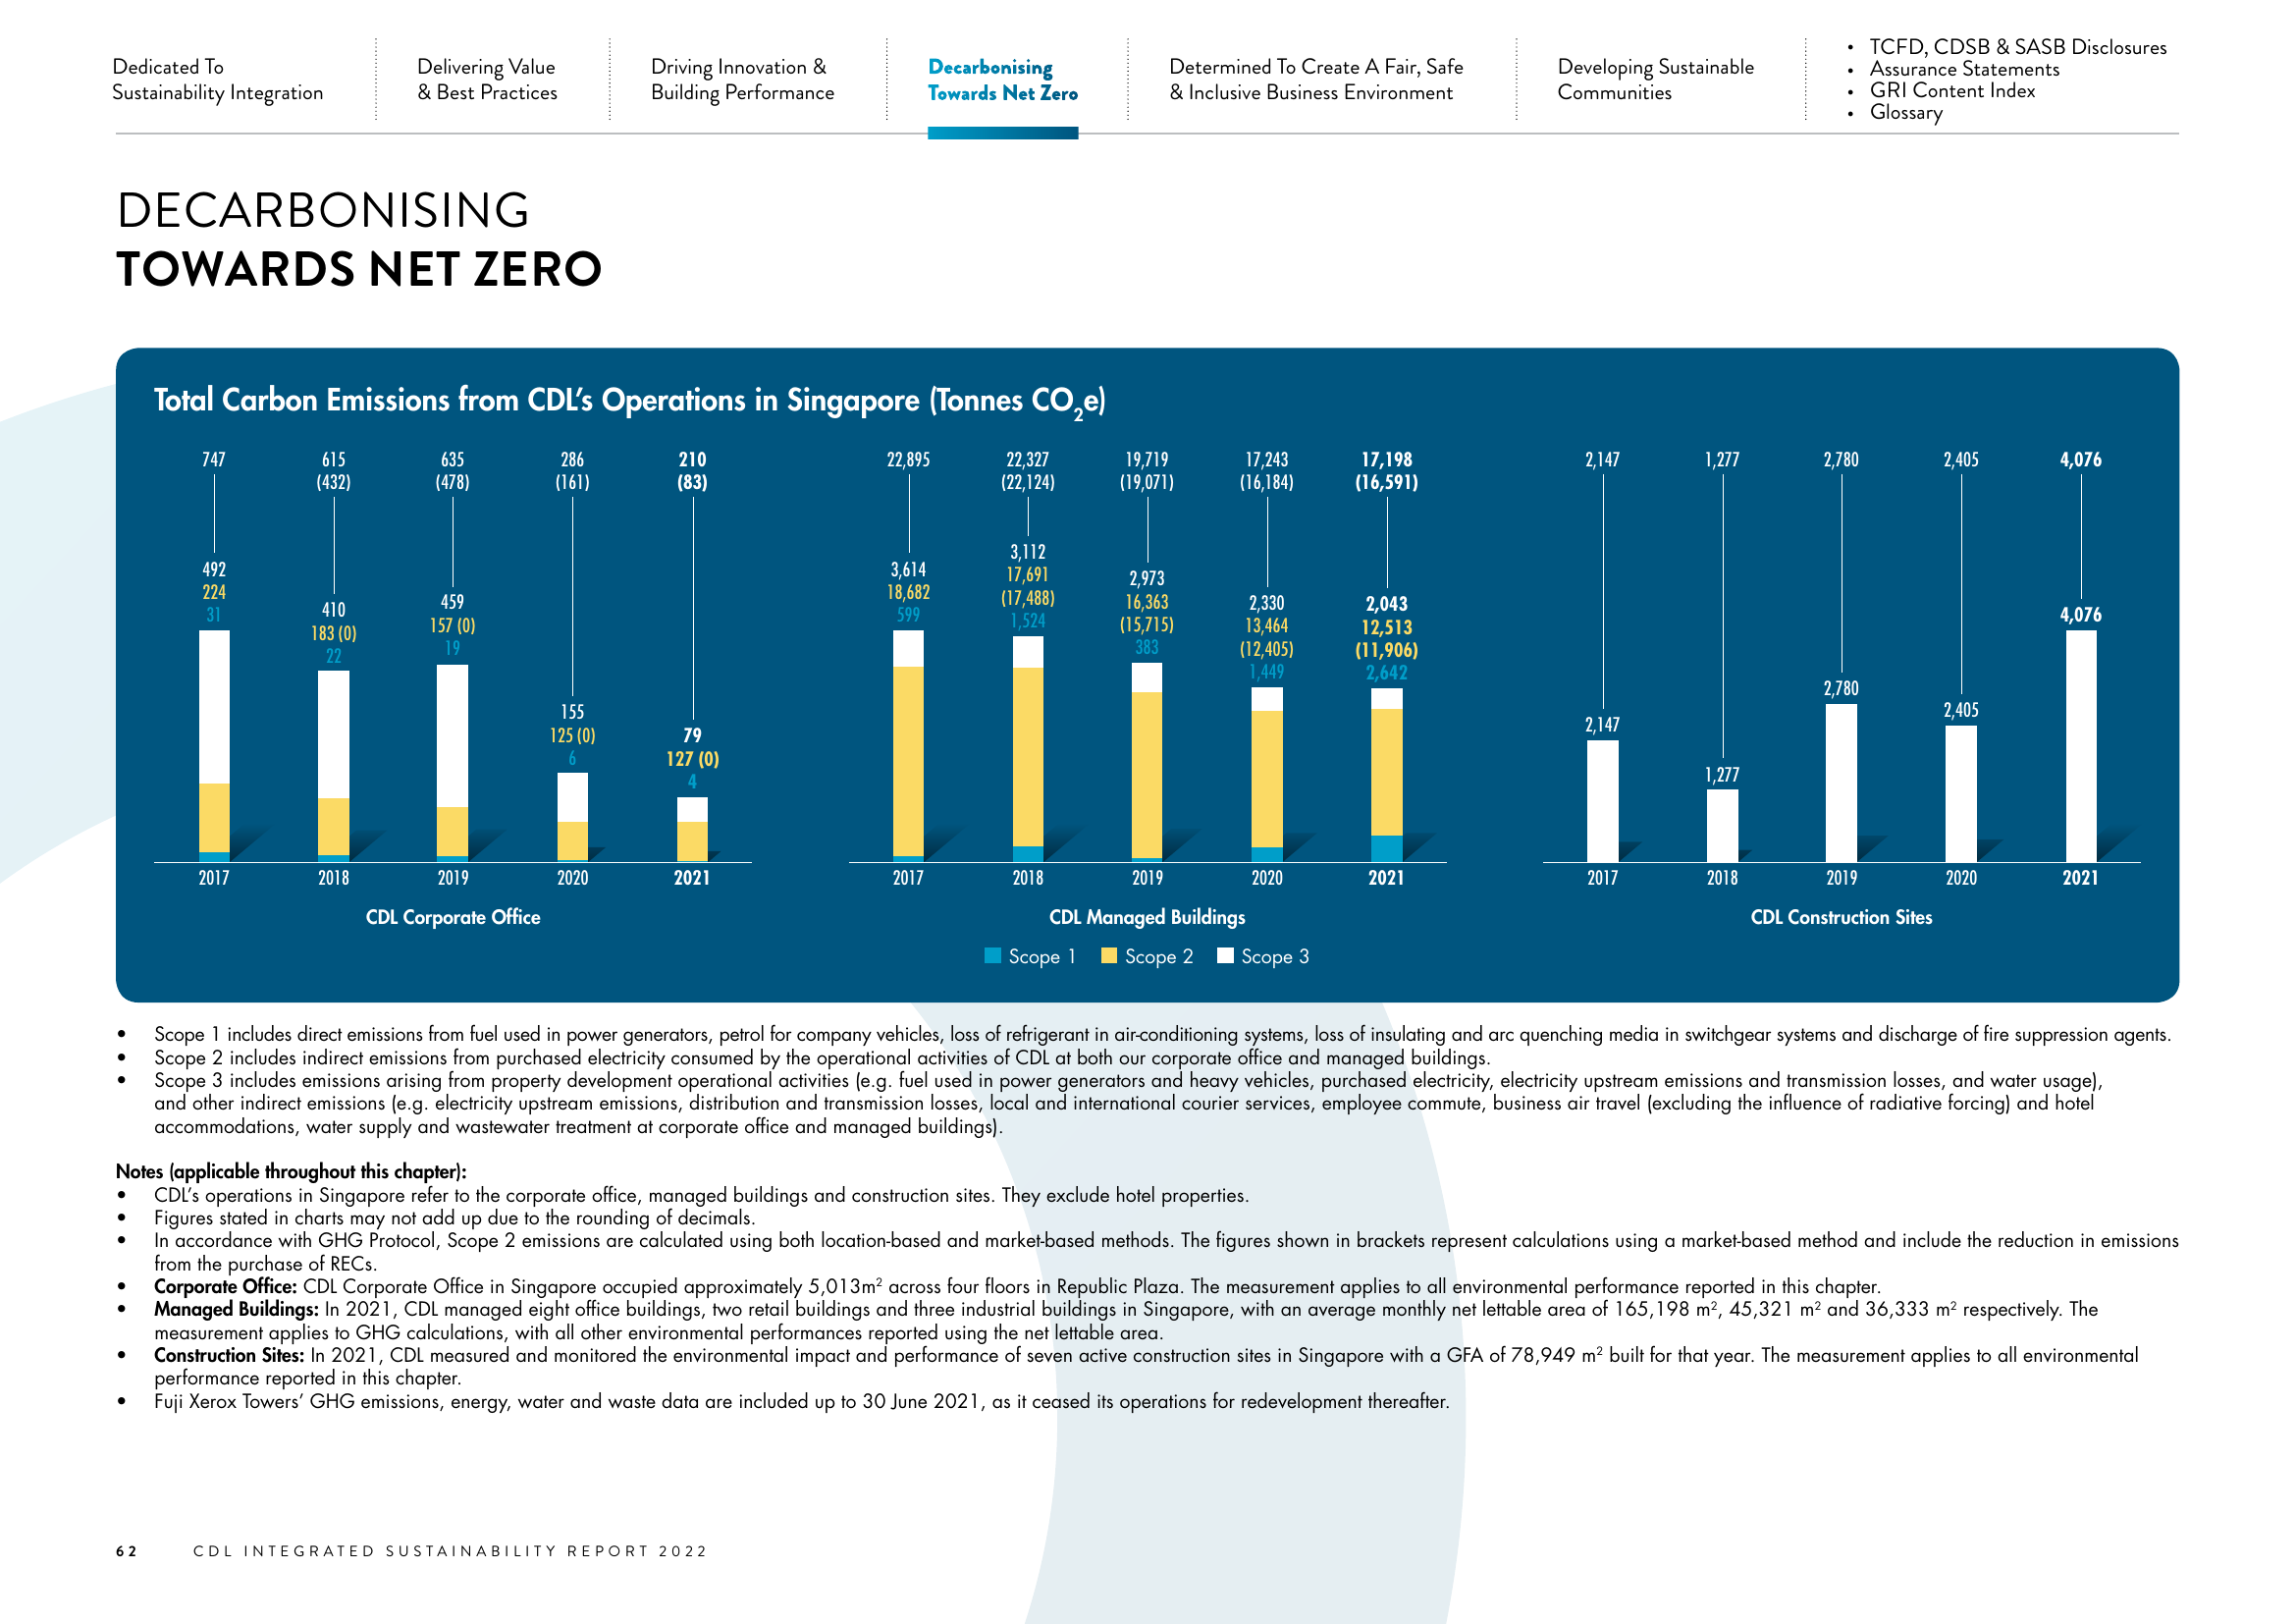 Dedicated To
Sustainability Integration
Delivering Value
& Best Practices
Driving Innovation &
Building Performance
Decarbonising
Towards Net Zero
Determined To Create A Fair, Safe
& Inclusive Business Environment
Developing Sustainable
Communities
• TCFD, CDSB & SASB Disclosures
• Assurance Statements
• GRI Content Index
• Glossary
DECARBONISING
TOWARDS NET ZERO
Total Carbon Emissions from CDL's Operations in Singapore (Tonnes CO₂e)
747
492
224
31
2017
615
(432)
410
183 (0)
22
2018
635
(478)
459
157 (0)
19
2019
286
(161)
155
125 (0)
6
2020
210
(83)
79
127 (0)
4
2021
CDL Corporate Office
22,895
3,614
18,682
599
2017
22,327
(22,124)
3,112
17,691
(17,488)
1,524
2018
19,719
(19,071)
2,973
16,363
(15,715)
383
2019
17,243
(16,184)
2,330
13,464
(12,405)
1,449
2020
17,198
(16,591)
2,043
12,513
(11,906)
2,642
2021
CDL Managed Buildings
2,147
2,147
2017
1,277
1,277
2018
2,780
2,780
2019
2,405
2,405
2020
4,076
4,076
2021
CDL Construction Sites
Scope 1 Scope 2 Scope 3
• Scope 1 includes direct emissions from fuel used in power generators, petrol for company vehicles, loss of refrigerant in air-conditioning systems, loss of insulating and arc quenching media in switchgear systems and discharge of fire suppression agents.
• Scope 2 includes indirect emissions from purchased electricity consumed by the operational activities of CDL at both our corporate office and managed buildings.
• Scope 3 includes emissions arising from property development operational activities (e.g. fuel used in power generators and heavy vehicles, purchased electricity, electricity upstream emissions and transmission losses, and water usage),
and other indirect emissions (e.g. electricity upstream emissions, distribution and transmission losses, local and international courier services, employee commute, business air travel (excluding the influence of radiative forcing) and hotel
accommodations, water supply and wastewater treatment at corporate office and managed buildings).
Notes (applicable throughout this chapter):
• CDL's operations in Singapore refer to the corporate office, managed buildings and construction sites. They exclude hotel properties.
• Figures stated in charts may not add up due to the rounding of decimals.
• In accordance with GHG Protocol, Scope 2 emissions are calculated using both location-based and market-based methods. The figures shown in brackets represent calculations using a market-based method and include the reduction in emissions
from the purchase of RECs.
• Corporate Office: CDL Corporate Office in Singapore occupied approximately 5,013m² across four floors in Republic Plaza. The measurement applies to all environmental performance reported in this chapter.
• Managed Buildings: In 2021, CDL managed eight office buildings, two retail buildings and three industrial buildings in Singapore, with an average monthly net lettable area of 165,198 m², 45,321 m² and 36,333 m² respectively. The
measurement applies to GHG calculations, with all other environmental performances reported using the net lettable area.
• Construction Sites: In 2021, CDL measured and monitored the environmental impact and performance of seven active construction sites in Singapore with a GFA of 78,949 m² built for that year. The measurement applies to all environmental
performance reported in this chapter.
• Fuji Xerox Towers' GHG emissions, energy, water and waste data are included up to 30 June 2021, as it ceased its operations for redevelopment thereafter.
62 CDL INTEGRATED SUSTAINABILITY REPORT 2022